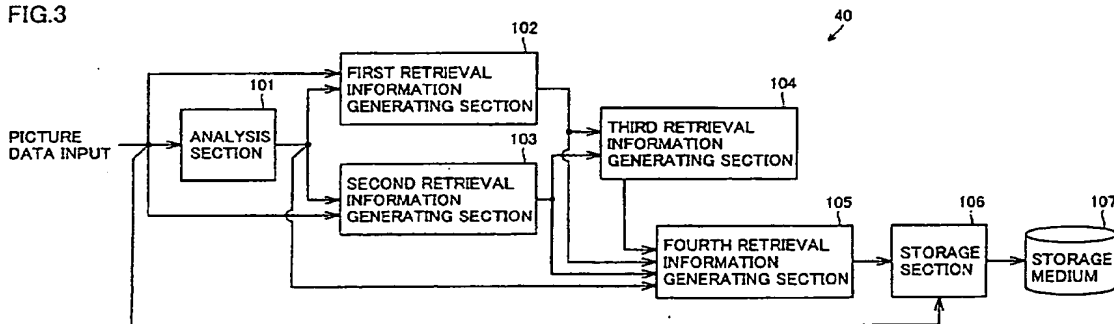 FIG.3
40
102
FIRST RETRIEVAL
INFORMATION
GENERATING SECTION
101
ANALYSIS
SECTION
PICTURE
DATA INPUT
103
SECOND RETRIEVAL
INFORMATION
GENERATING SECTION
104
THIRD RETRIEVAL
INFORMATION
GENERATING SECTION
105
FOURTH RETRIEVAL
INFORMATION
GENERATING SECTION
106
STORAGE
SECTION
107
STORAGE
MEDIUM